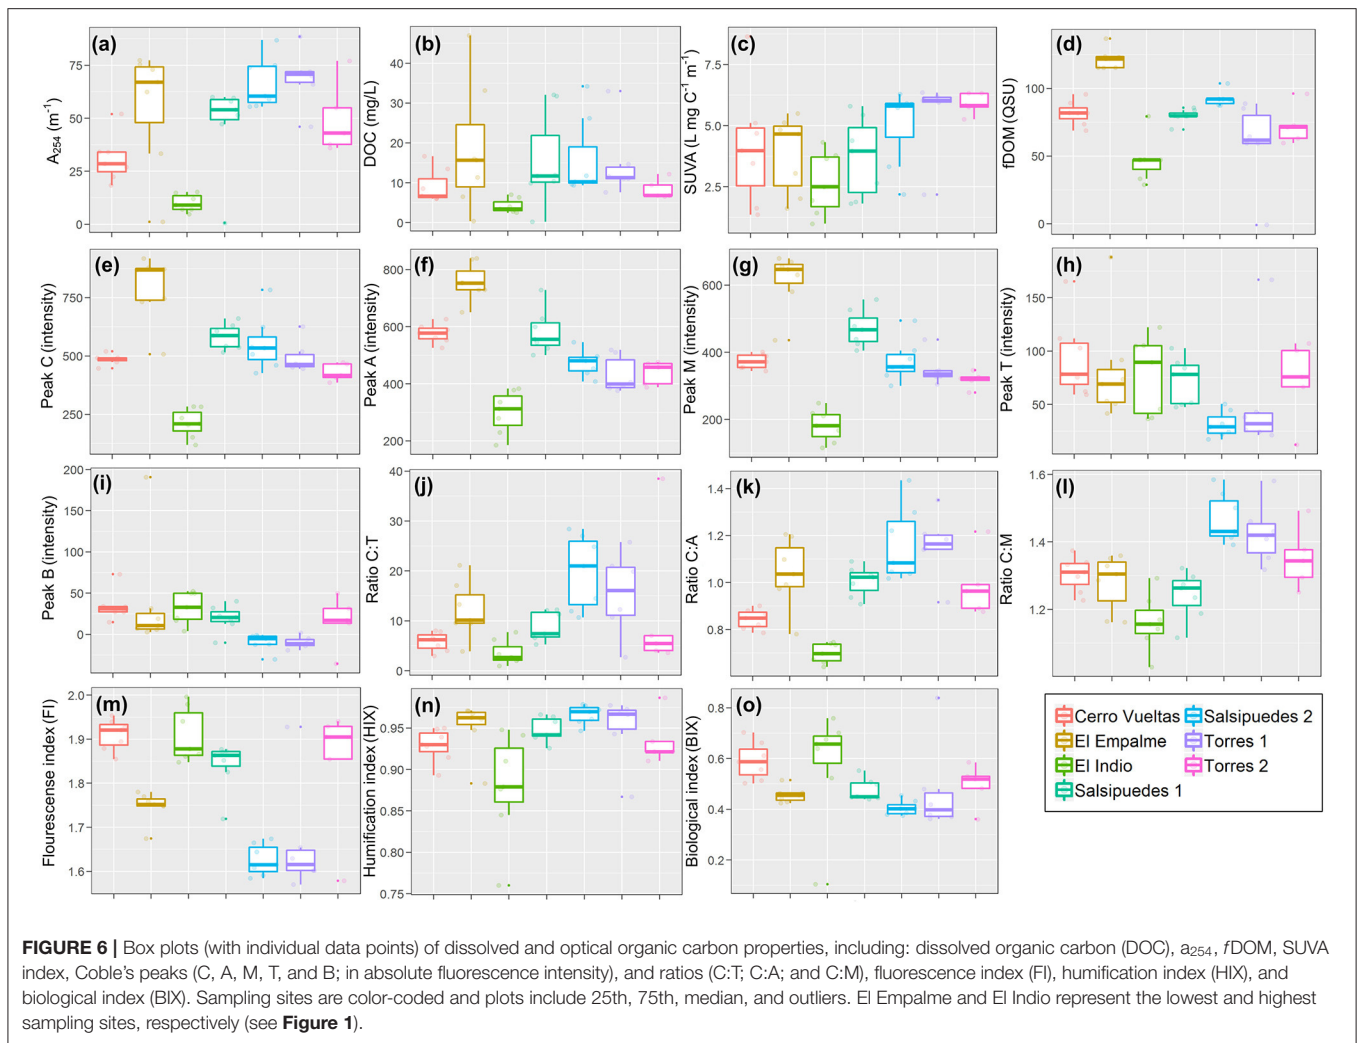 (a)
A254 (m⁻¹)
75
50
25
0
(b)
DOC (mg/L)
40
30
20
10
0
(c)
SUVA (L mg C⁻¹ m⁻¹)
7.5
5.0
2.5
(d)
fDOM (QSU)
100
50
0
(e)
Peak C (intensity)
750
500
250
(f)
Peak A (intensity)
800
600
400
200
(g)
Peak M (intensity)
600
400
200
(h)
Peak T (intensity)
150
100
50
(i)
Peak B (intensity)
200
150
100
50
0
(j)
Ratio C:T
40
30
20
10
0
(k)
Ratio C:A
1.4
1.2
1.0
0.8
(l)
Ratio C:M
1.6
1.4
1.2
(m)
Flourescense index (FI)
2.0
1.9
1.8
1.7
1.6
(n)
Humification index (HIX)
0.95
0.90
0.85
0.80
0.75
(o)
Biological index (BIX)
0.8
0.6
0.4
0.2
Cerro Vueltas
El Empalme
El Indio
Salsipuedes 1
Salsipuedes 2
Torres 1
Torres 2
FIGURE 6 | Box plots (with individual data points) of dissolved and optical organic carbon properties, including: dissolved organic carbon (DOC), a254, fDOM, SUVA
index, Coble's peaks (C, A, M, T, and B; in absolute fluorescence intensity), and ratios (C:T; C:A; and C:M), fluorescence index (FI), humification index (HIX), and
biological index (BIX). Sampling sites are color-coded and plots include 25th, 75th, median, and outliers. El Empalme and El Indio represent the lowest and highest
sampling sites, respectively (see Figure 1).